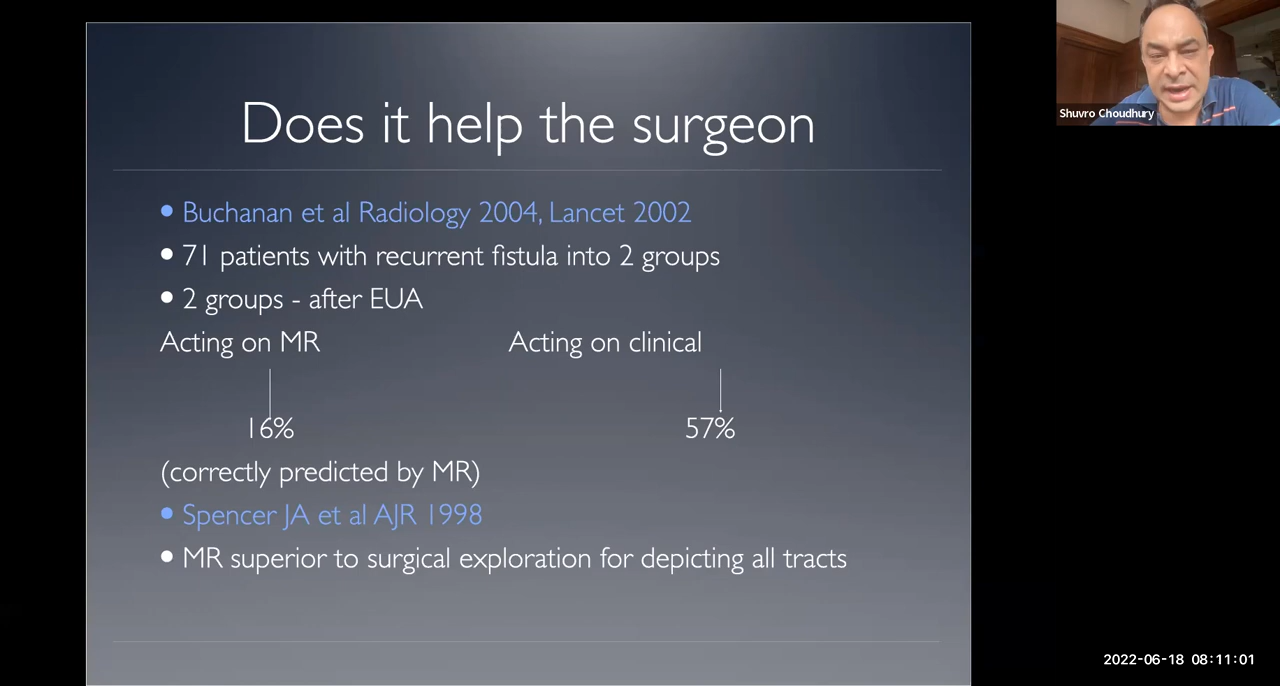 Does it help the surgeon
• Buchanan et al Radiology 2004, Lancet 2002
• 71 patients with recurrent fistula into 2 groups
• 2 groups - after EUA
Acting on MR Acting on clinical
16% 57%
(correctly predicted by MR)
• Spencer JA et al AJR 1998
• MR superior to surgical exploration for depicting all tracts
Shuvro Choudhury
2022-06-18 08:11:01